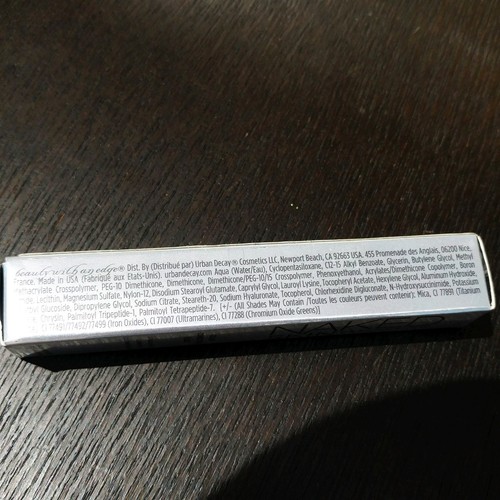 beauty with an edge® Dist. By (Distribué par) Urban Decay® Cosmetics LLC, Newport Beach, CA 92663 USA. 455 Promenade des Anglais, 06200 Nice,
France. Made in USA (Fabriqué aux Etats-Unis). urbandecay.com Aqua (Water/Eau), Cyclopentasiloxane, C12-15 Alkyl Benzoate, Glycerin, Butylene Glycol, Methyl
Methacrylate Crosspolymer, PEG-10 Dimethicone, Dimethicone, Dimethicone/PEG-10/15 Crosspolymer, Phenoxyethanol, Acrylates/Dimethicone Copolymer, Boron
Lecithin, Magnesium Sulfate, Nylon-12, Disodium Stearoyl Glutamate, Caprylyl Glycol, Lauroyl Lysine, Tocopheryl Acetate, Hexylene Glycol, Aluminum Hydroxide,
Glucoside, Dipropylene Glycol, Sodium Citrate, Steareth-20, Sodium Hyaluronate, Tocopherol, Chlorhexidine Digluconate, N-Hydroxysuccinimide, Potassium
Chrysin, Palmitoyl Tripeptide-1, Palmitoyl Tetrapeptide-7. [+/- (All Shades May Contain /Toutes les couleurs peuvent contenir): Mica, CI 77891 (Titanium
CI 77491/77492/77499 (Iron Oxides), CI 77007 (Ultramarines), CI 77288 (Chromium Oxide Greens)]